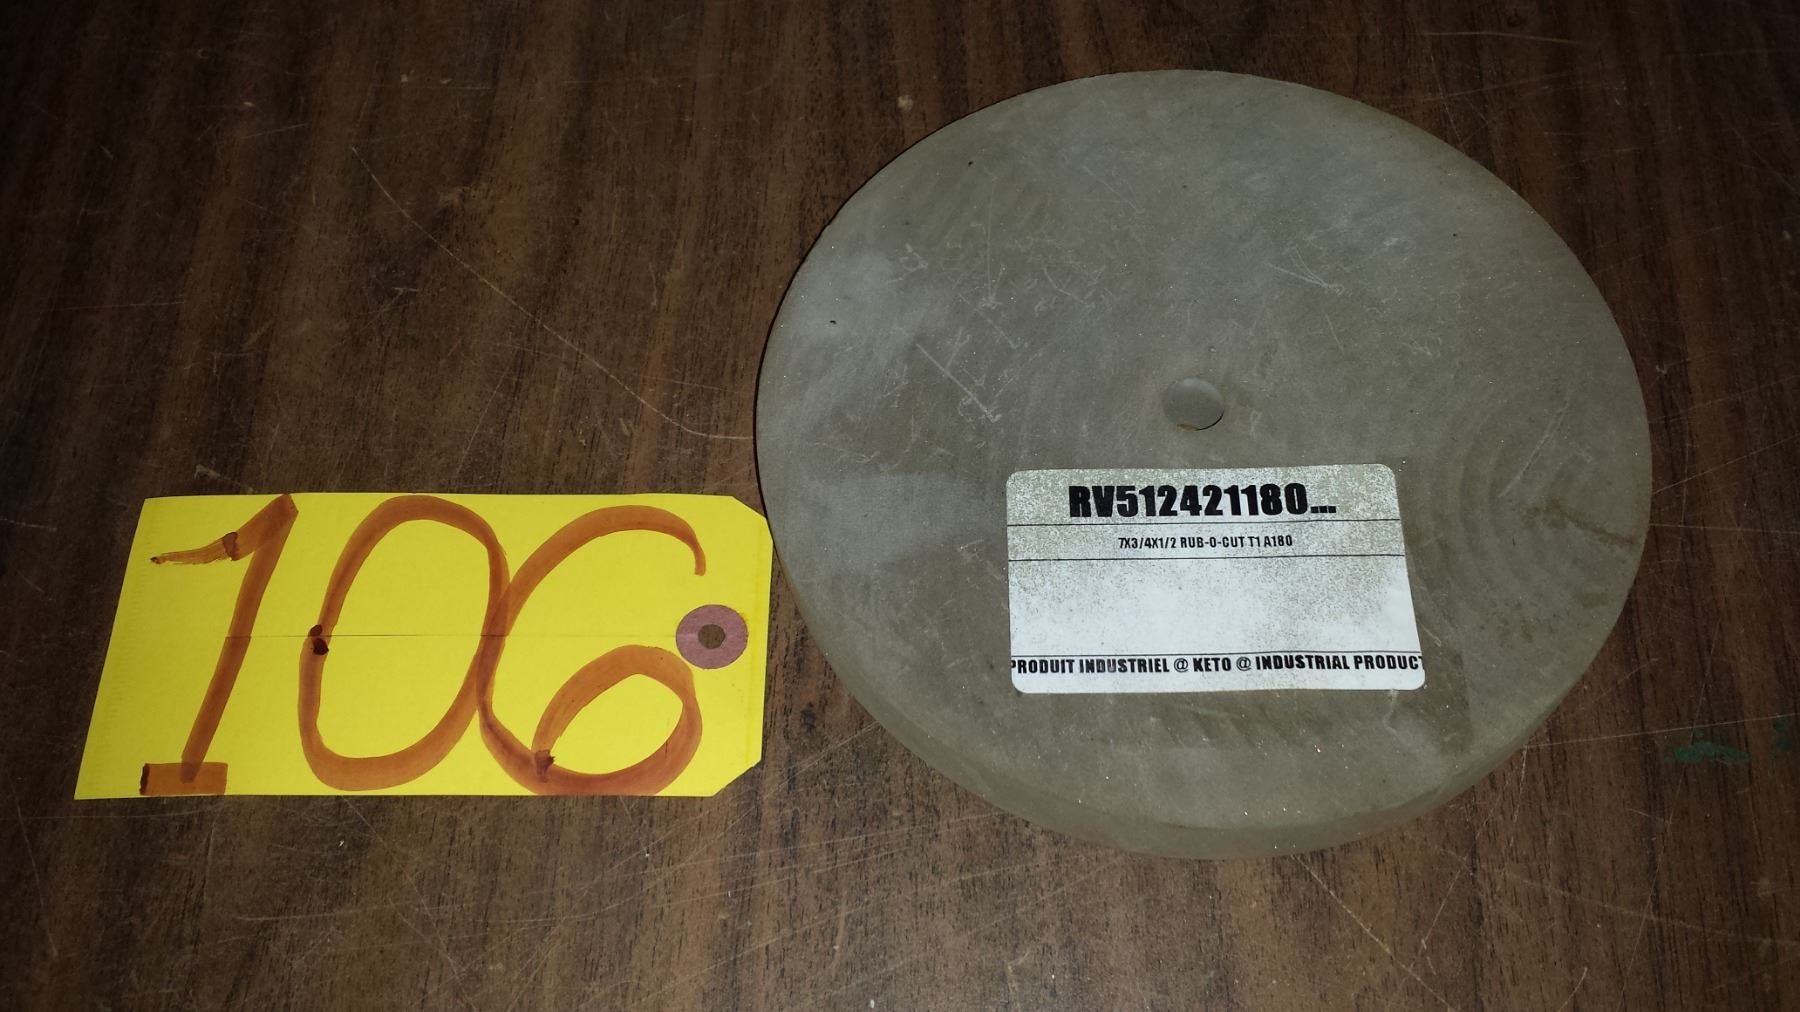 106
RV512421180...
7X3/4X1/2 RUB-O-CUT T1 A180
PRODUIT INDUSTRIEL @ KETO @ INDUSTRIAL PRODUCT